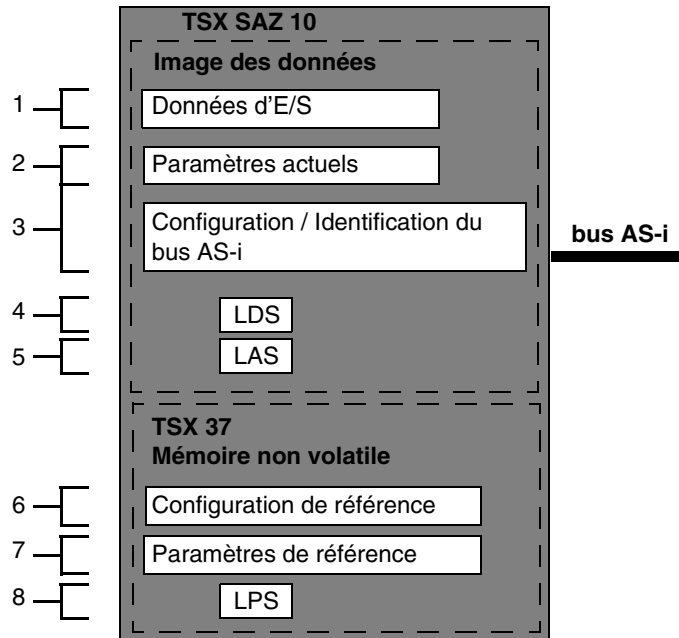 TSX SAZ 10
Image des données
1
Données d'E/S
2
Paramètres actuels
3
Configuration / Identification du
bus AS-i
bus AS-i
4
LDS
5
LAS
TSX 37
Mémoire non volatile
6
Configuration de référence
7
Paramètres de référence
8
LPS